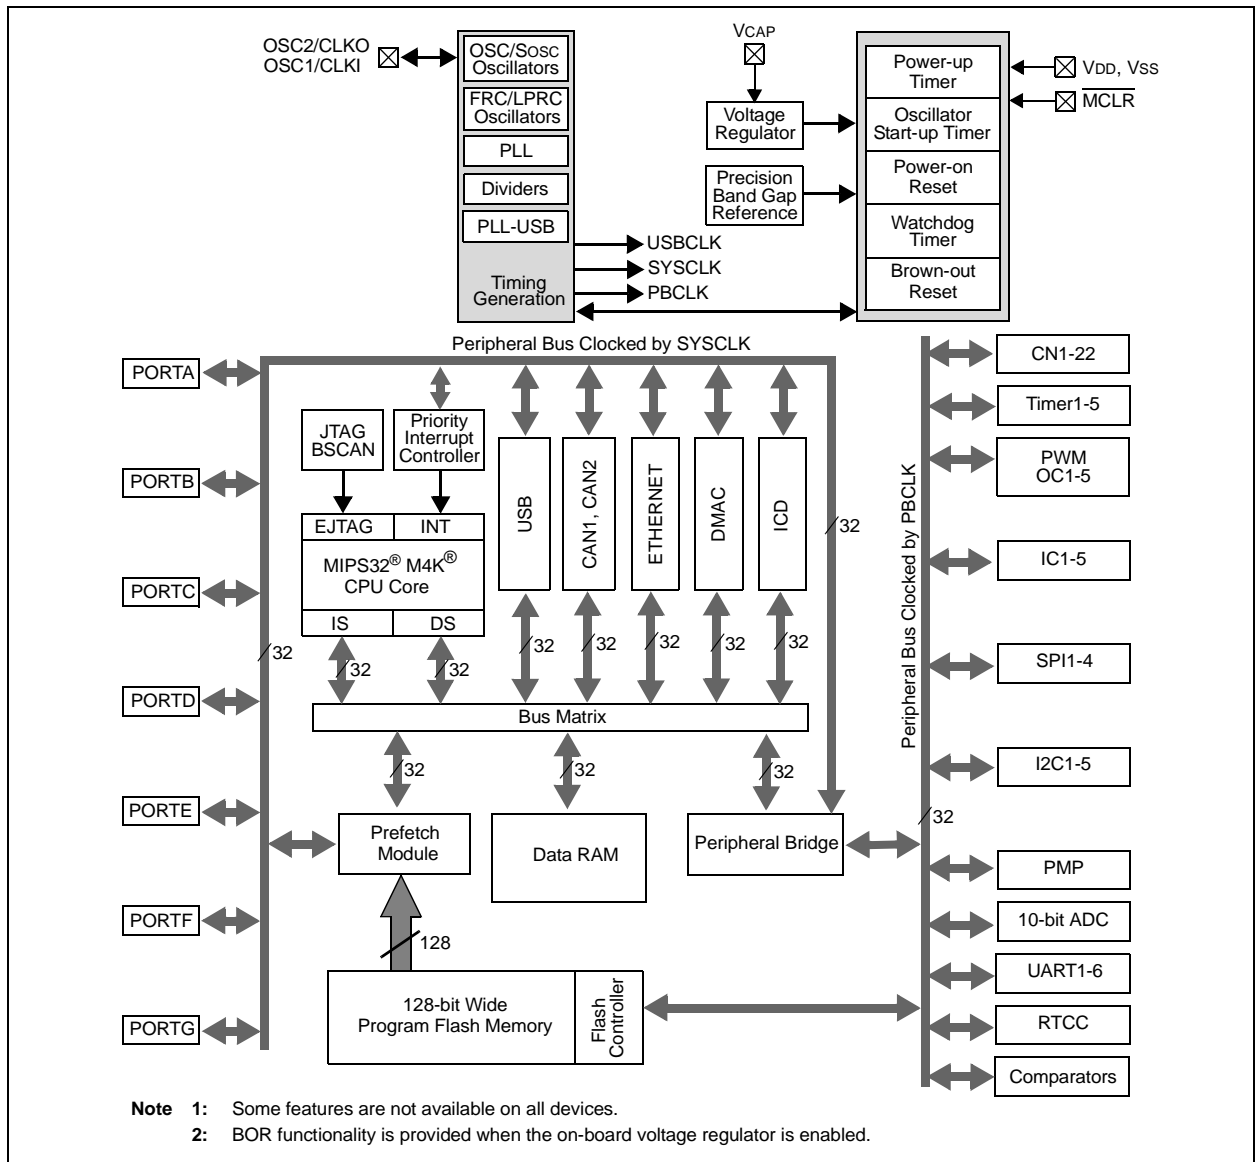 OSC2/CLKO
OSC1/CLKI
OSC/SOSC
Oscillators
FRC/LPRC
Oscillators
PLL
Dividers
PLL-USB
Timing
Generation
USBCLK
SYSCLK
PBCLK
VCAP
Voltage
Regulator
Precision
Band Gap
Reference
Power-up
Timer
Oscillator
Start-up Timer
Power-on
Reset
Watchdog
Timer
Brown-out
Reset
VDD, VSS
MCLR
Peripheral Bus Clocked by SYSCLK
PORTA
PORTB
PORTC
PORTD
PORTE
PORTF
PORTG
32
JTAG
BSCAN
Priority
Interrupt
Controller
EJTAG
INT
MIPS32® M4K®
CPU Core
IS
DS
32
32
USB
CAN1, CAN2
ETHERNET
DMAC
ICD
32
32
32
32
32
32
Bus Matrix
32
32
32
Prefetch
Module
Data RAM
Peripheral Bridge
128
128-bit Wide
Program Flash Memory
Flash
Controller
Peripheral Bus Clocked by PBCLK
32
CN1-22
Timer1-5
PWM
OC1-5
IC1-5
SPI1-4
I2C1-5
PMP
10-bit ADC
UART1-6
RTCC
Comparators
Note 1: Some features are not available on all devices.
2: BOR functionality is provided when the on-board voltage regulator is enabled.